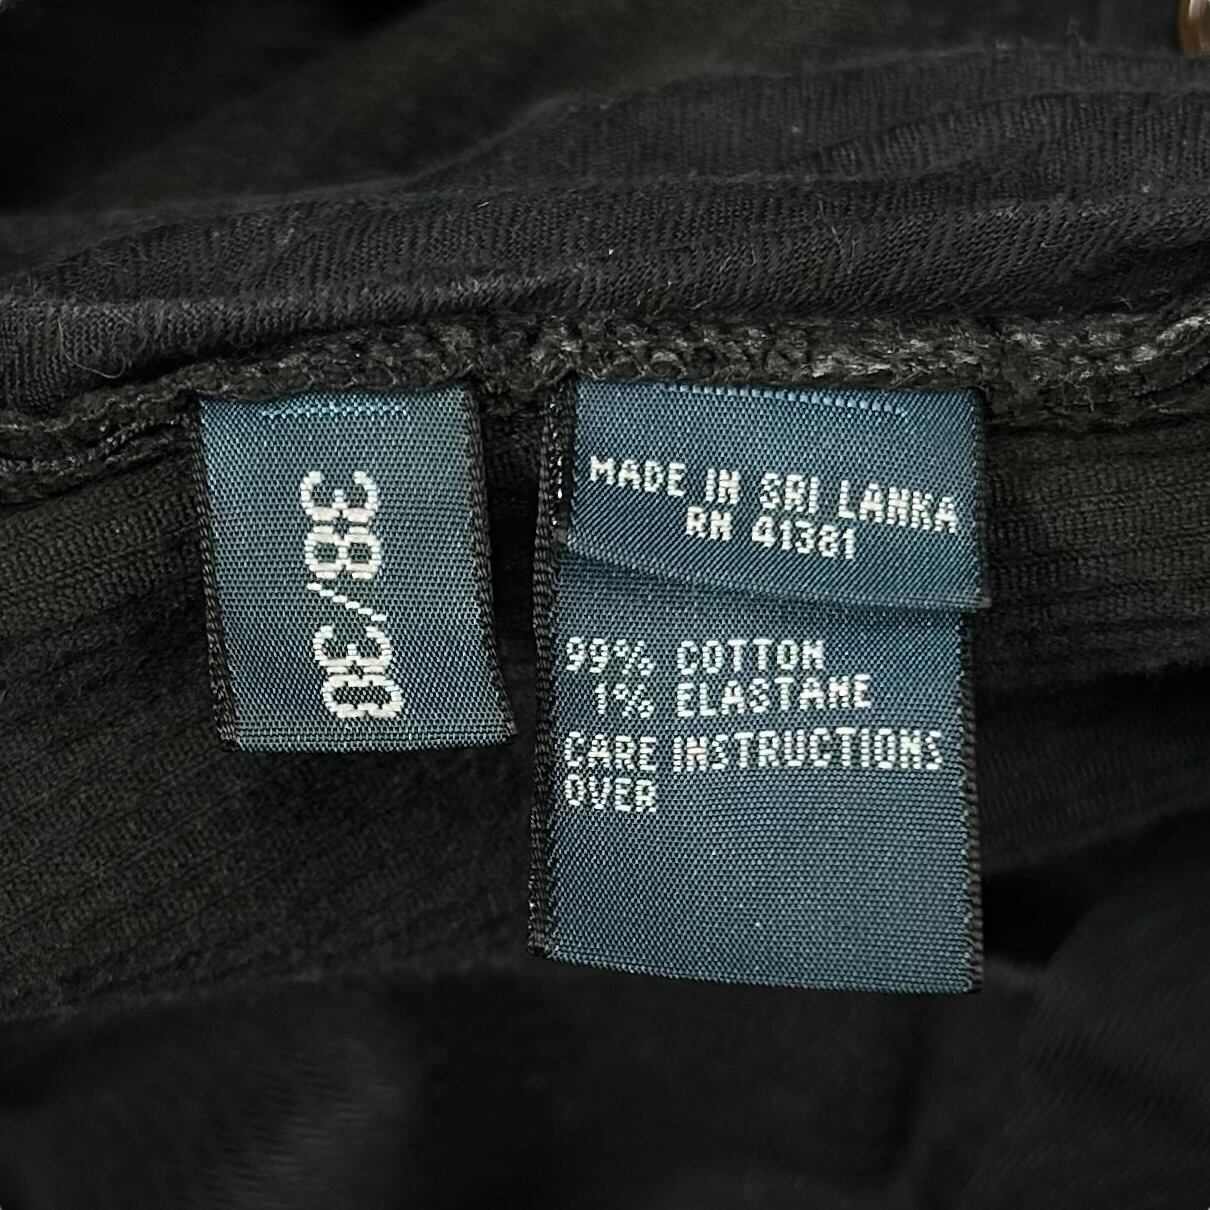 38/30
MADE IN SRI LANKA
RN 41381
99% COTTON
1% ELASTANE
CARE INSTRUCTIONS
OVER